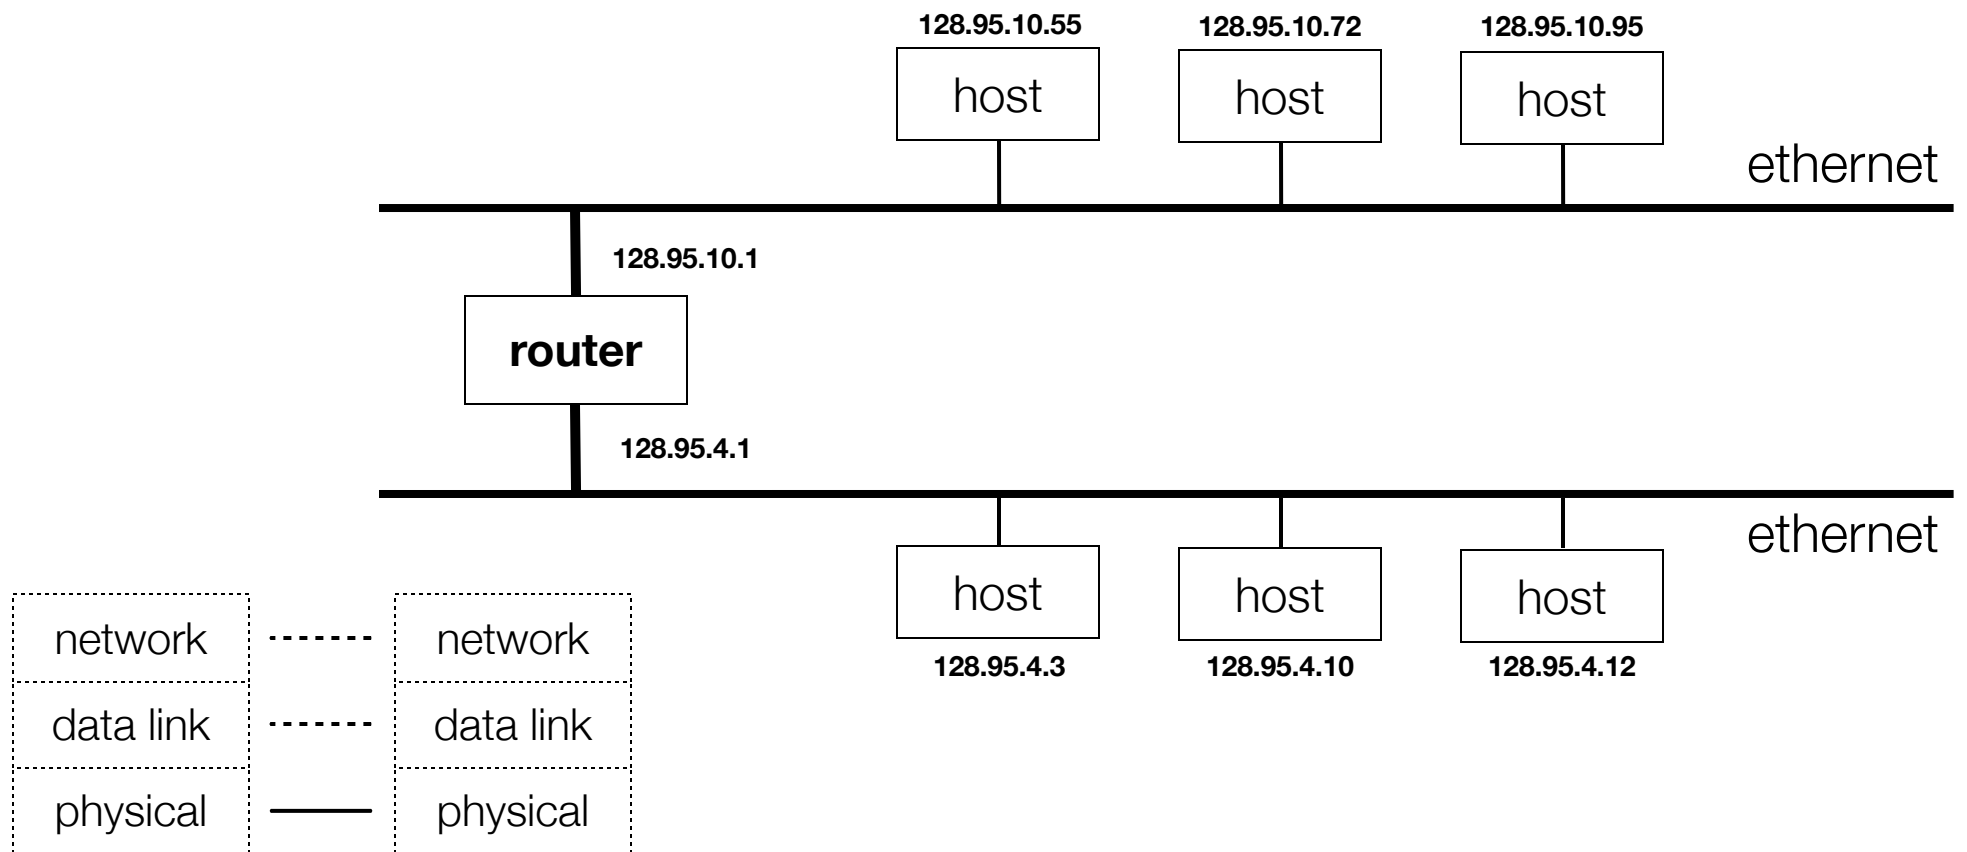 128.95.10.55
128.95.10.72
128.95.10.95
host
host
host
ethernet
128.95.10.1
router
128.95.4.1
ethernet
host
host
host
128.95.4.3
128.95.4.10
128.95.4.12
network
network
data link
data link
physical
physical